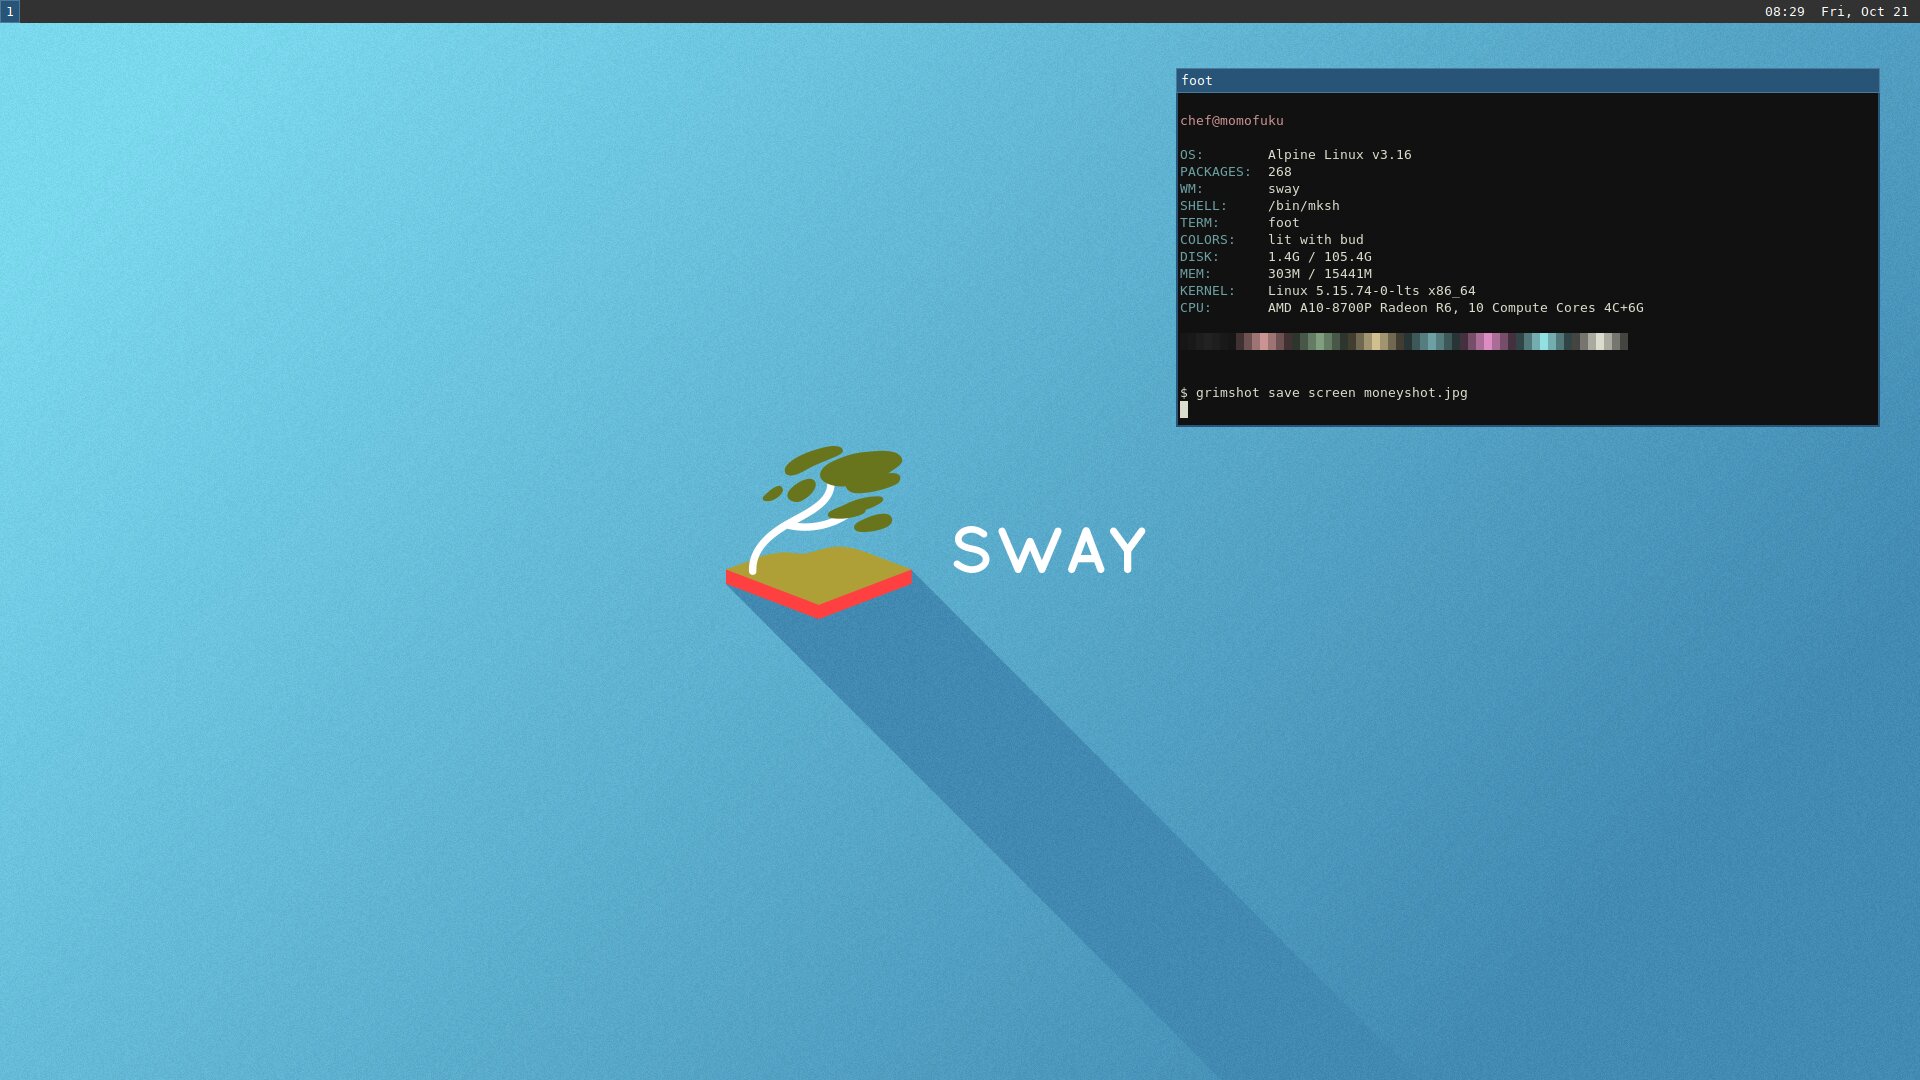 1
08:29  Fri, Oct 21
foot
chef@momofuku
OS:        Alpine Linux v3.16
PACKAGES:  268
WM:        sway
SHELL:     /bin/mksh
TERM:      foot
COLORS:    lit with bud
DISK:      1.4G / 105.4G
MEM:       303M / 15441M
KERNEL:    Linux 5.15.74-0-lts x86_64
CPU:       AMD A10-8700P Radeon R6, 10 Compute Cores 4C+6G
$ grimshot save screen moneyshot.jpg
SWAY